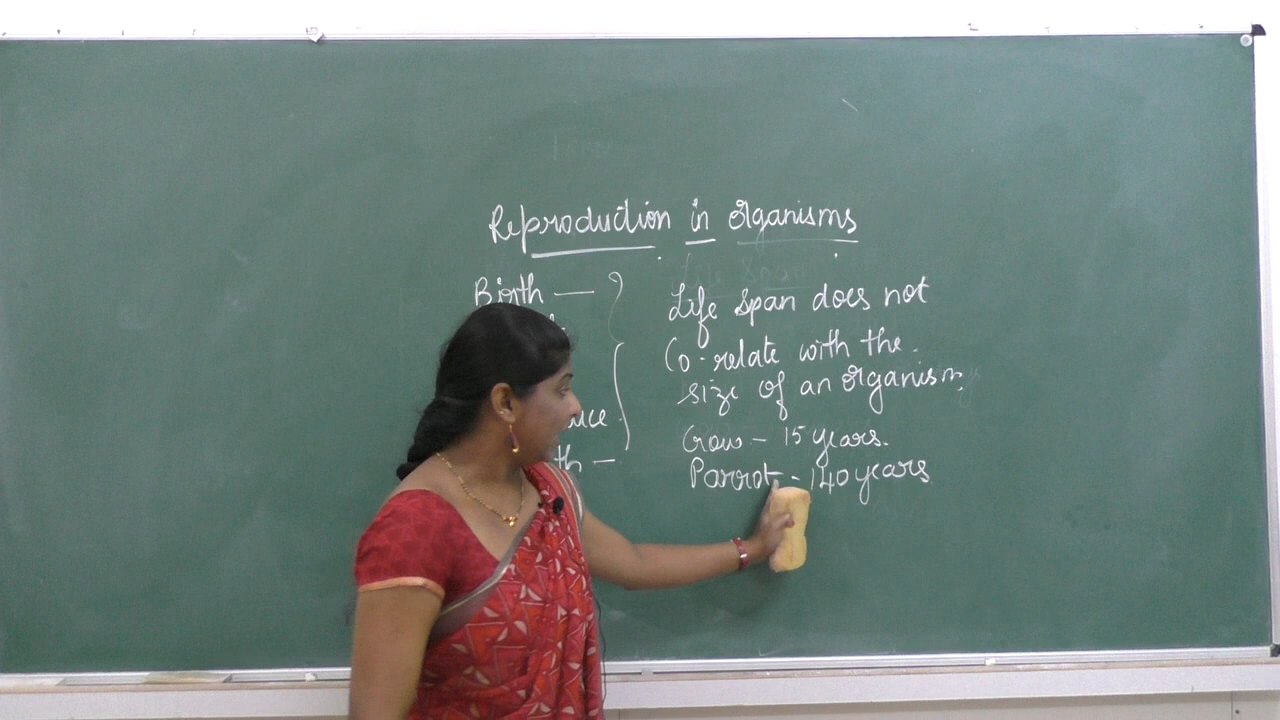 Reproduction in organisms
Birth —
Life span does not
Co-relate with the
size of an organism.
Crow - 15 years.
Parrot - 140 years